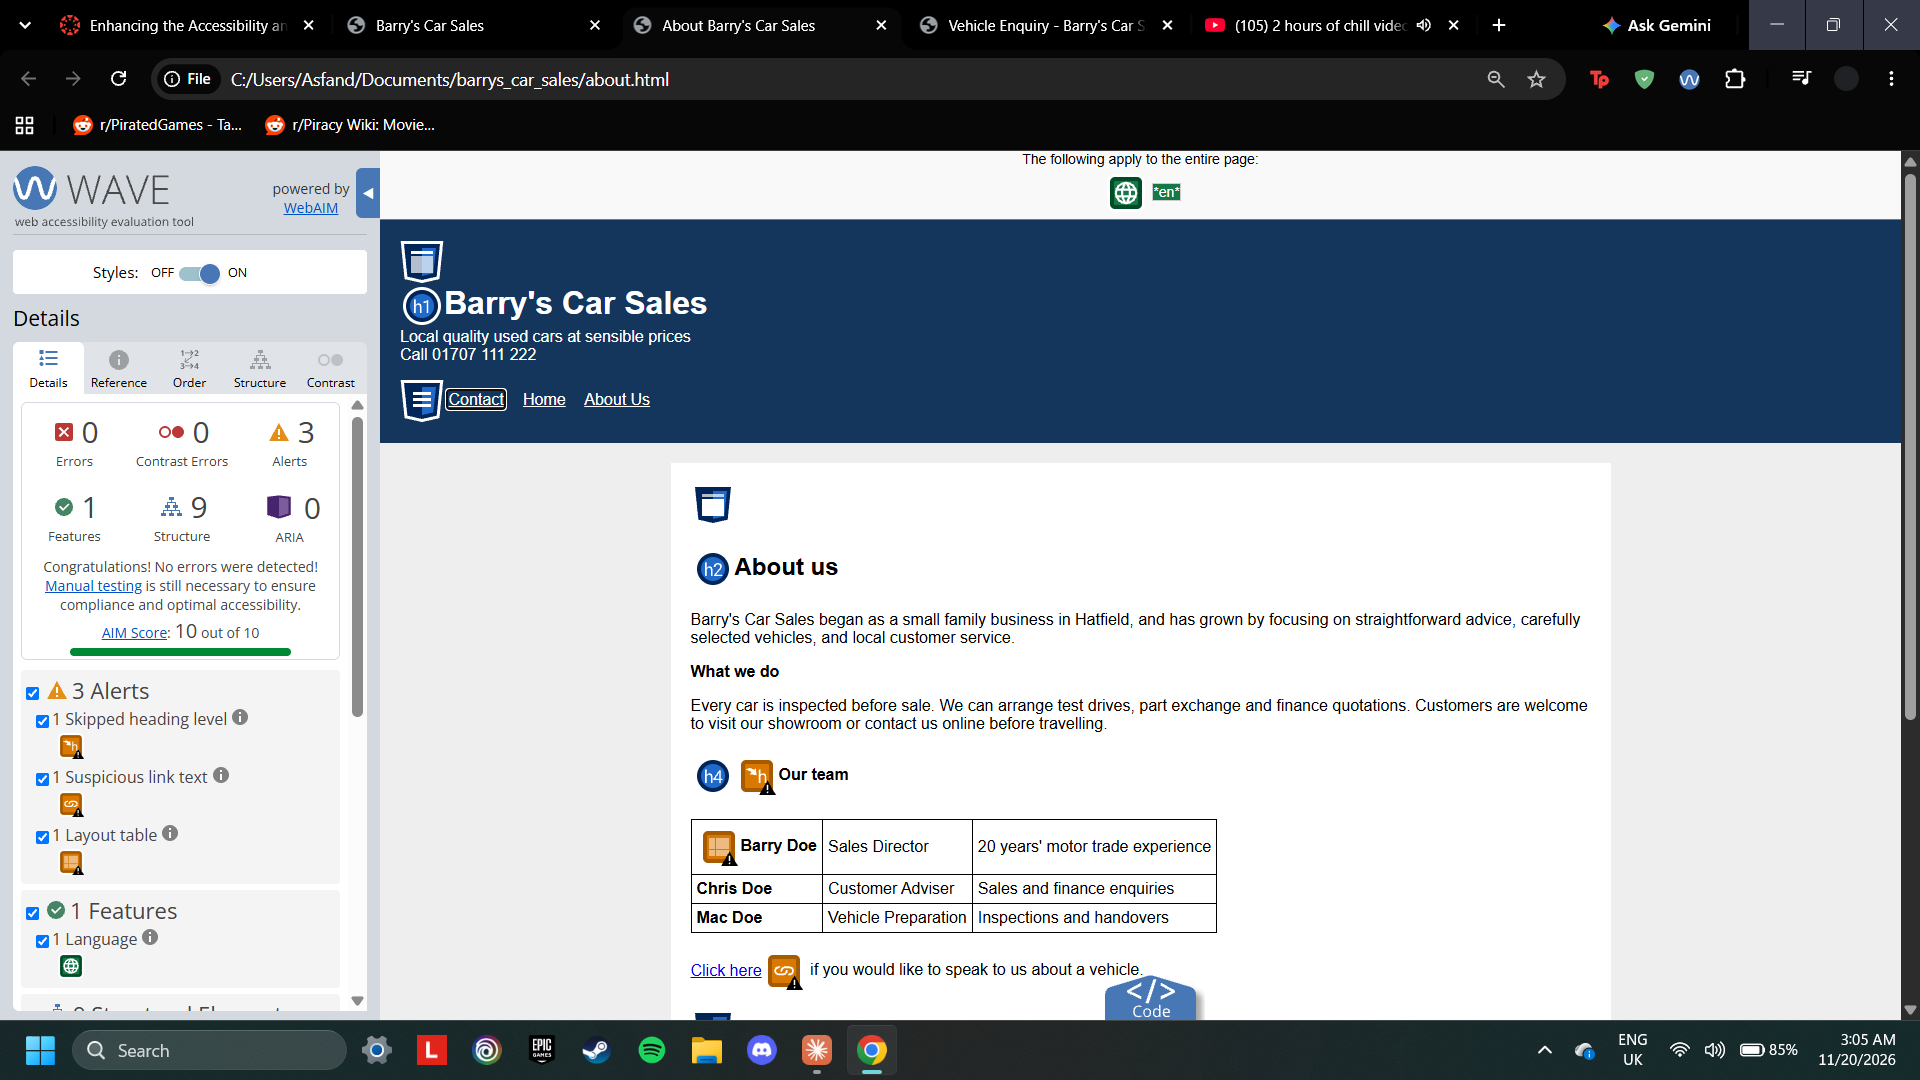 Enhancing the Accessibility an
Barry's Car Sales
About Barry's Car Sales
Vehicle Enquiry - Barry's Car S
(105) 2 hours of chill videc
Ask Gemini
File
C:/Users/Asfand/Documents/barrys_car_sales/about.html
Tp
r/PiratedGames - Ta...
r/Piracy Wiki: Movie...
WAVE
web accessibility evaluation tool
powered by
WebAIM
Styles: OFF ON
Details
Details
Reference
Order
Structure
Contrast
0
Errors
0
Contrast Errors
3
Alerts
1
Features
9
Structure
0
ARIA
Congratulations! No errors were detected!
Manual testing is still necessary to ensure
compliance and optimal accessibility.
AIM Score: 10 out of 10
3 Alerts
1 Skipped heading level
1 Suspicious link text
1 Layout table
1 Features
1 Language
The following apply to the entire page:
*en*
h1 Barry's Car Sales
Local quality used cars at sensible prices
Call 01707 111 222
Contact Home About Us
h2 About us
Barry's Car Sales began as a small family business in Hatfield, and has grown by focusing on straightforward advice, carefully
selected vehicles, and local customer service.
What we do
Every car is inspected before sale. We can arrange test drives, part exchange and finance quotations. Customers are welcome
to visit our showroom or contact us online before travelling.
h4 h Our team
Barry Doe Sales Director 20 years' motor trade experience
Chris Doe Customer Adviser Sales and finance enquiries
Mac Doe Vehicle Preparation Inspections and handovers
Click here if you would like to speak to us about a vehicle.
</>
Code
Search
L
EPIC
GAMES
ENG
UK
85%
3:05 AM
11/20/2026